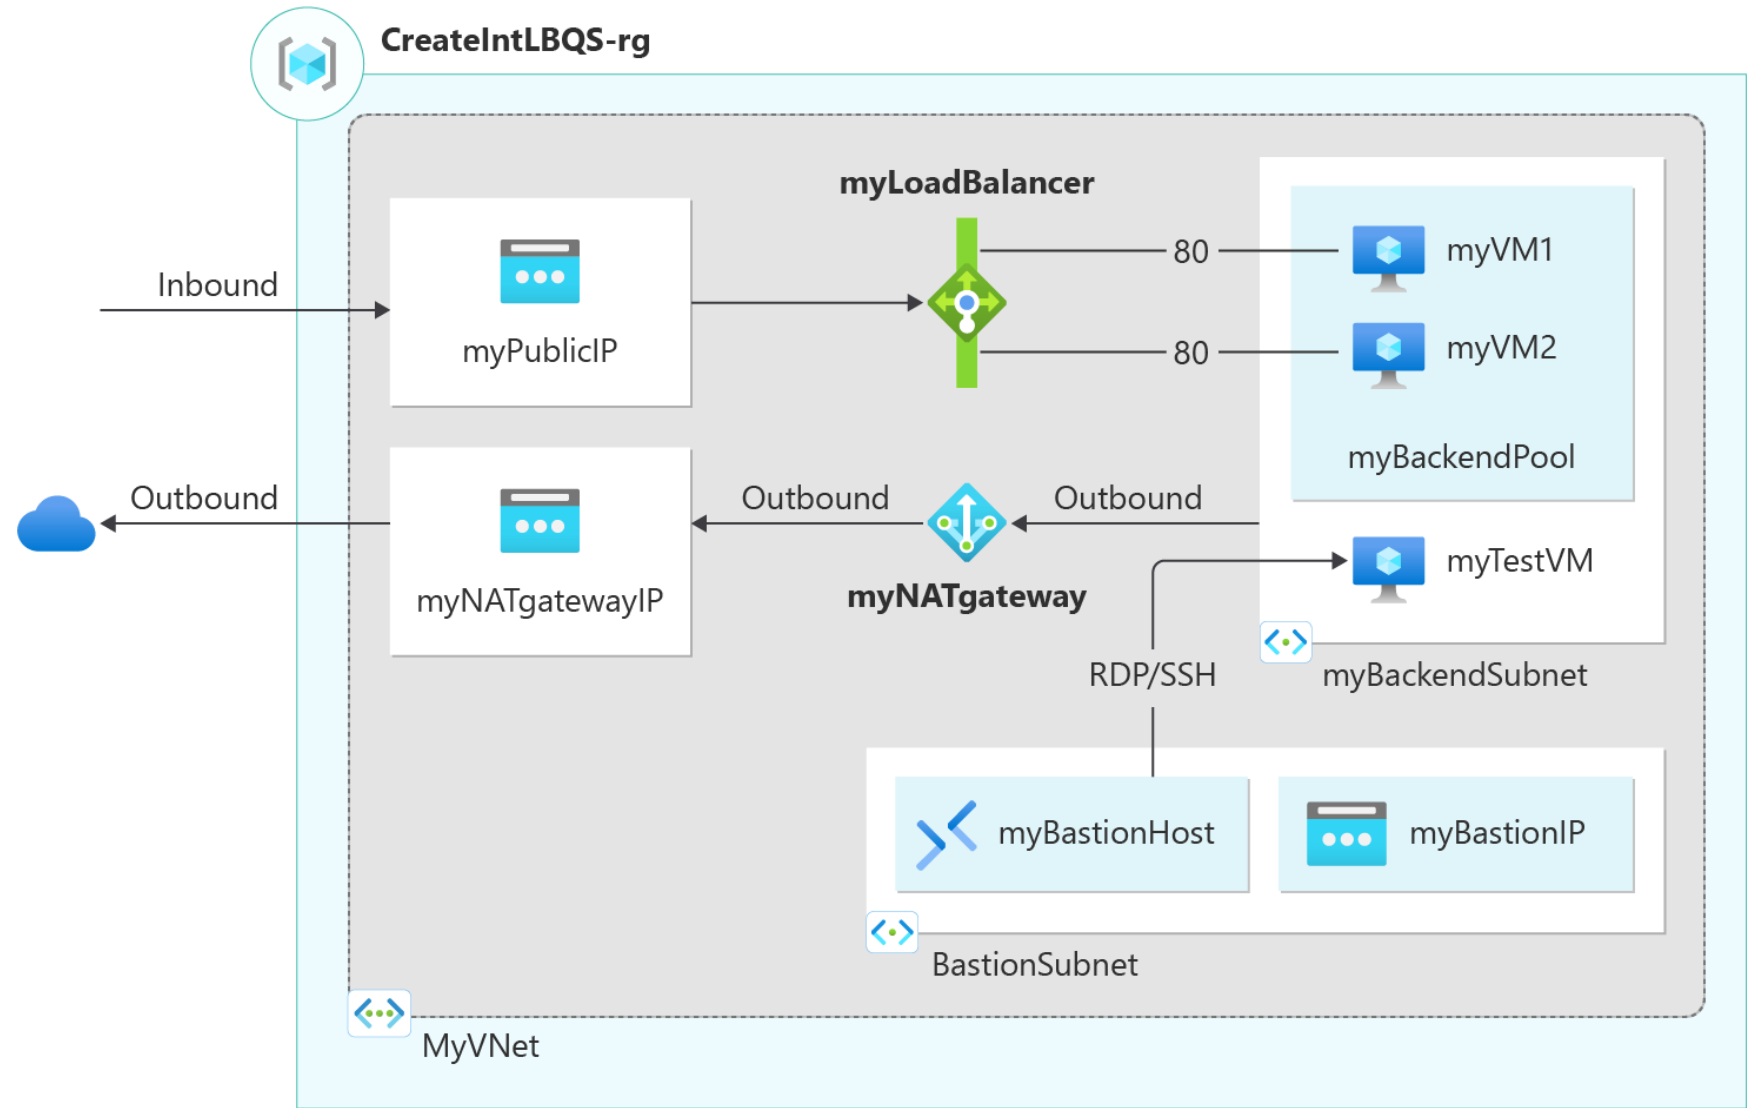 CreateIntLBQS-rg
myLoadBalancer
80
myVM1
Inbound
myPublicIP
80
myVM2
myBackendPool
Outbound
Outbound
Outbound
myTestVM
myNATgatewayIP
myNATgateway
RDP/SSH
myBackendSubnet
myBastionHost
myBastionIP
BastionSubnet
MyVNet